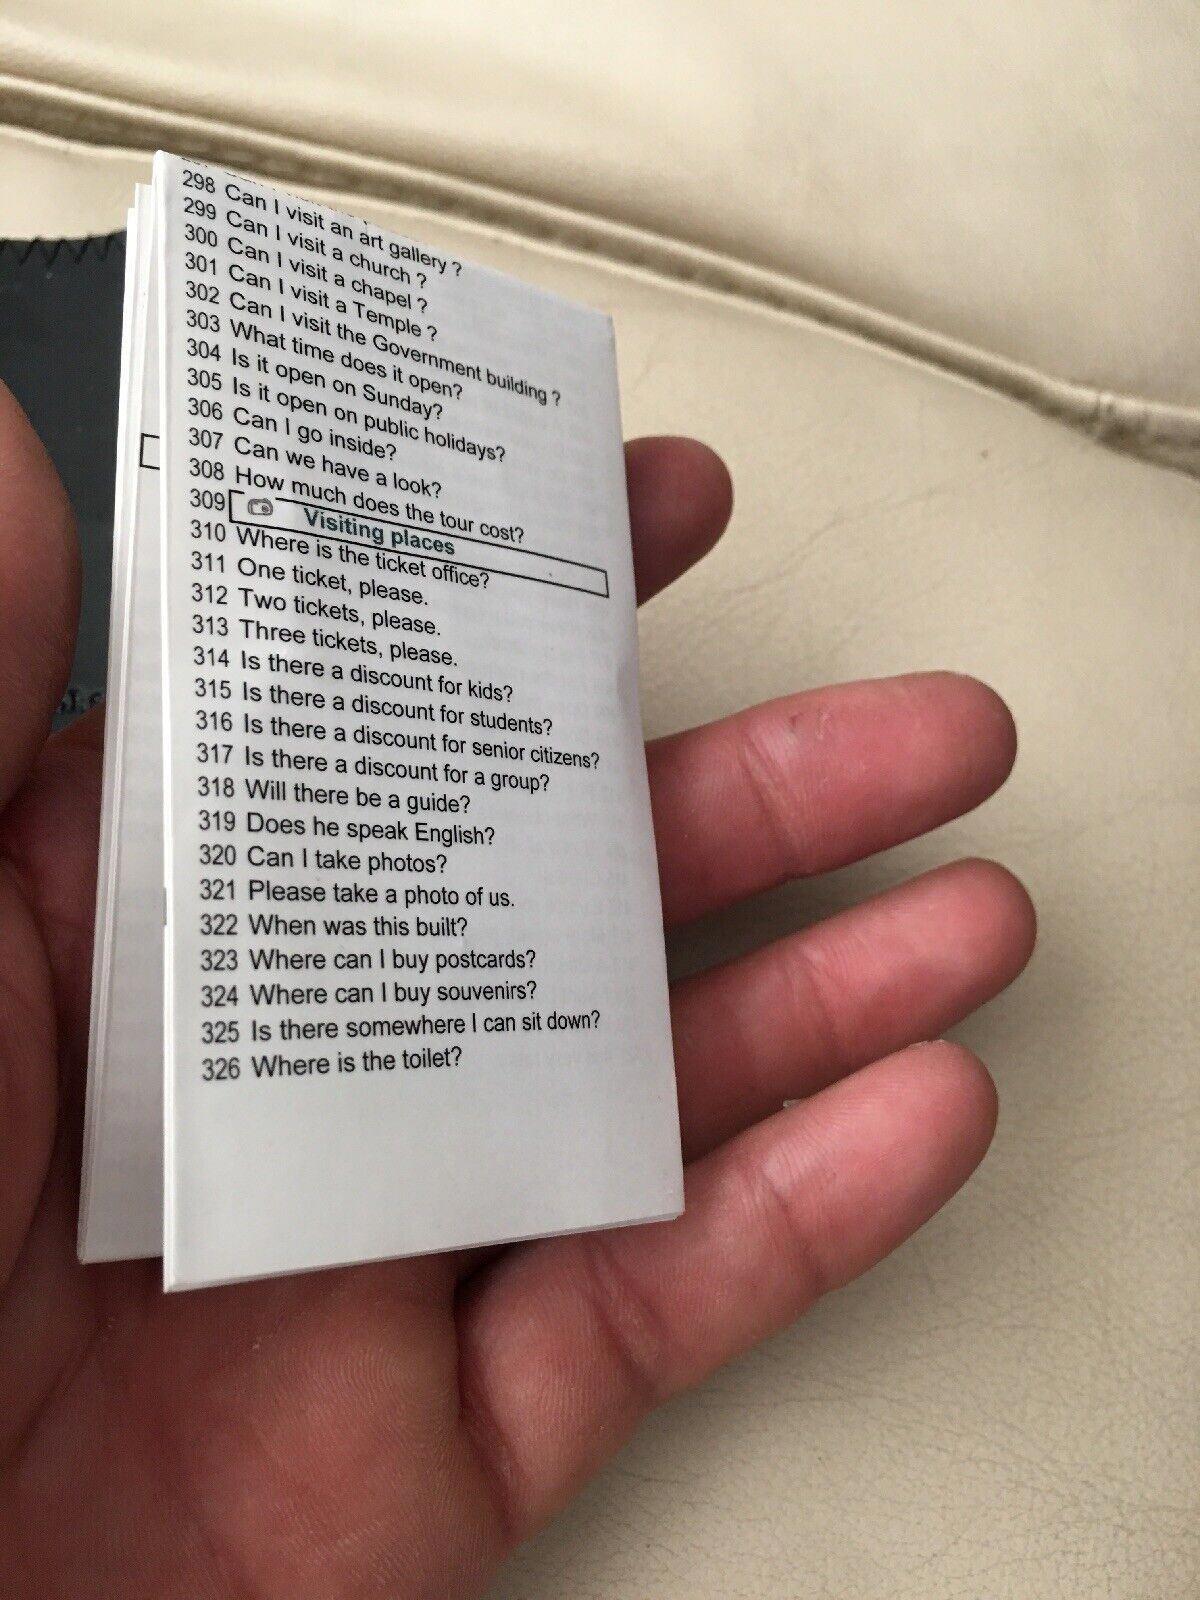 298 Can I visit an art gallery ?
299 Can I visit a church ?
300 Can I visit a chapel ?
301 Can I visit a Temple ?
302 Can I visit the Government building ?
303 What time does it open?
304 Is it open on Sunday?
305 Is it open on public holidays?
306 Can I go inside?
307 Can we have a look?
308 How much does the tour cost?
309 Visiting places
310 Where is the ticket office?
311 One ticket, please.
312 Two tickets, please.
313 Three tickets, please.
314 Is there a discount for kids?
315 Is there a discount for students?
316 Is there a discount for senior citizens?
317 Is there a discount for a group?
318 Will there be a guide?
319 Does he speak English?
320 Can I take photos?
321 Please take a photo of us.
322 When was this built?
323 Where can I buy postcards?
324 Where can I buy souvenirs?
325 Is there somewhere I can sit down?
326 Where is the toilet?